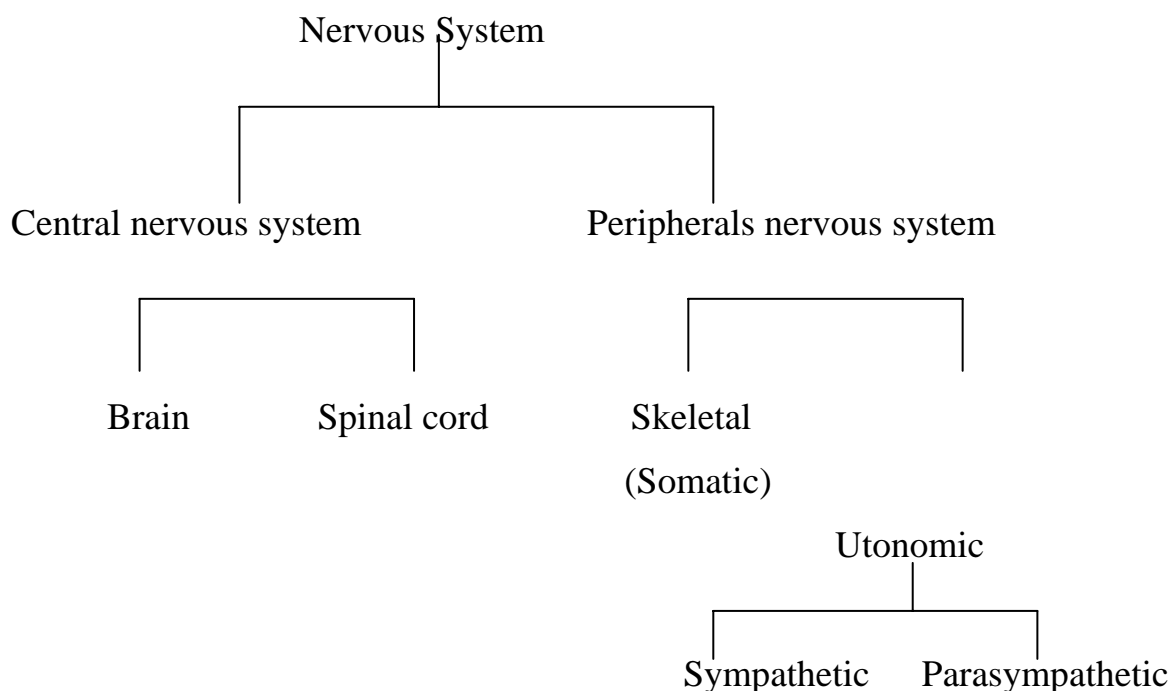 Nervous System
Central nervous system
Peripherals nervous system
Brain
Spinal cord
Skeletal
(Somatic)
Utonomic
Sympathetic
Parasympathetic